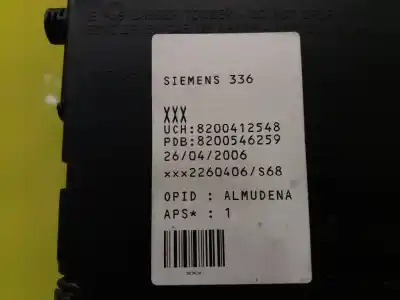 SIEMENS 336
XXX
UCH:8200412548
PDB:8200546259
26/04/2006
xxx2260406/S68
OPID : ALMUDENA
APS* : 1